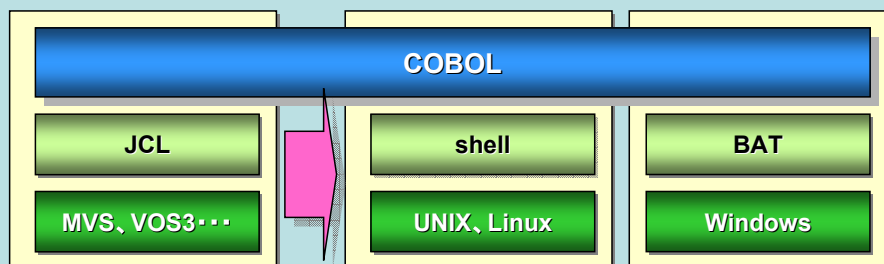 COBOL
JCL
shell
BAT
MVS、VOS3･･･
UNIX、Linux
Windows